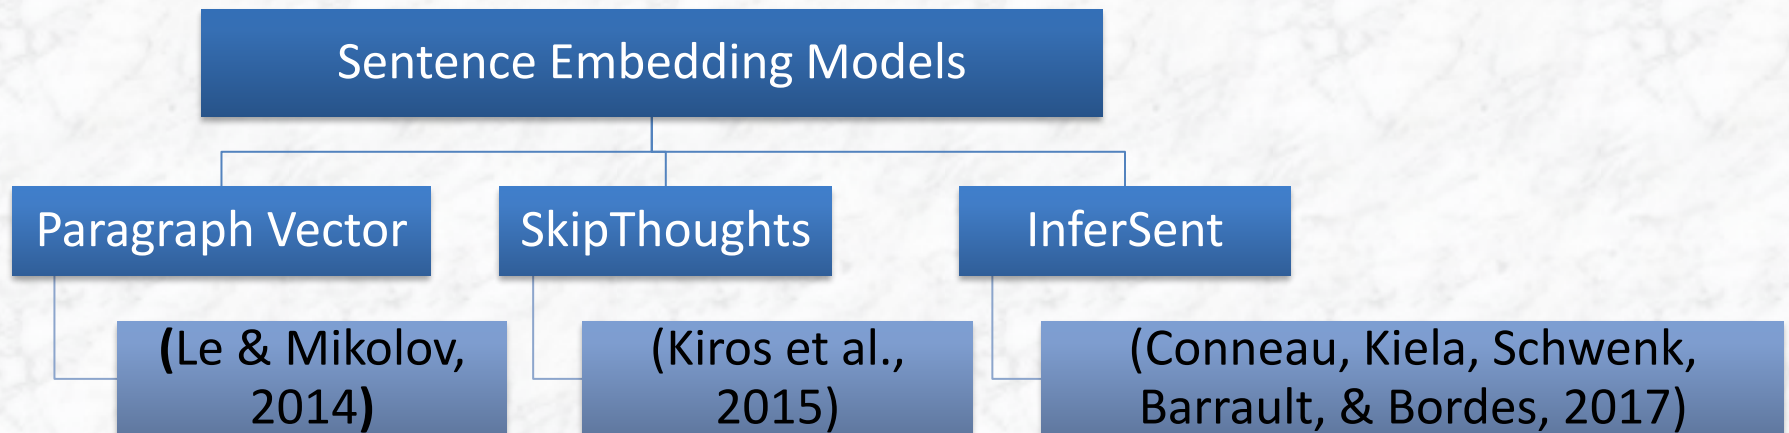 Sentence Embedding Models
Paragraph Vector
SkipThoughts
InferSent
(Le & Mikolov,
2014)
(Kiros et al.,
2015)
(Conneau, Kiela, Schwenk,
Barrault, & Bordes, 2017)